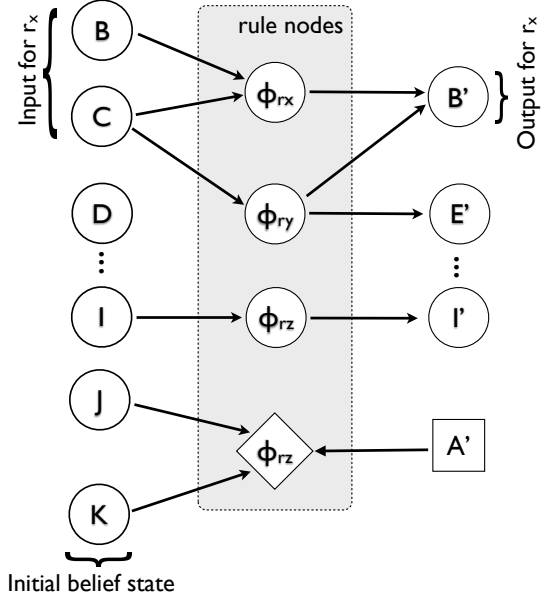 Input for rₓ
B
C
D
⋮
I
J
K
Initial belief state
rule nodes
ϕrx
ϕry
ϕrz
ϕrz
B'
E'
⋮
I'
A'
Output for rₓ